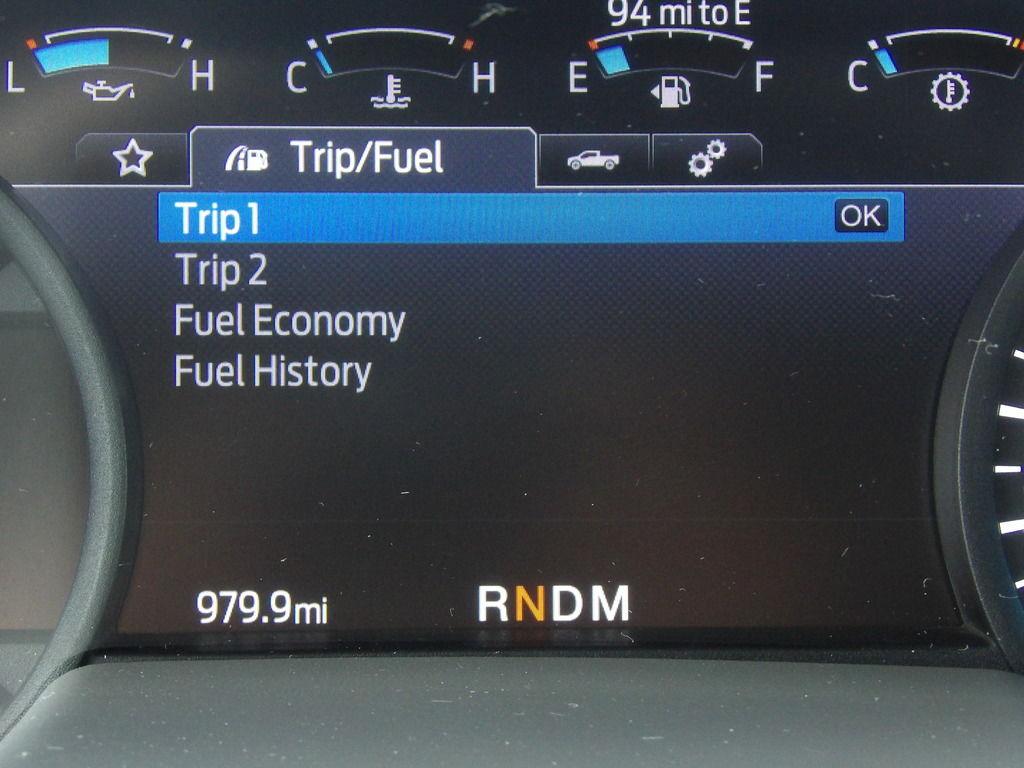 94 mi to E
L H C H E F C
Trip/Fuel
Trip 1 OK
Trip 2
Fuel Economy
Fuel History
979.9mi RNDM